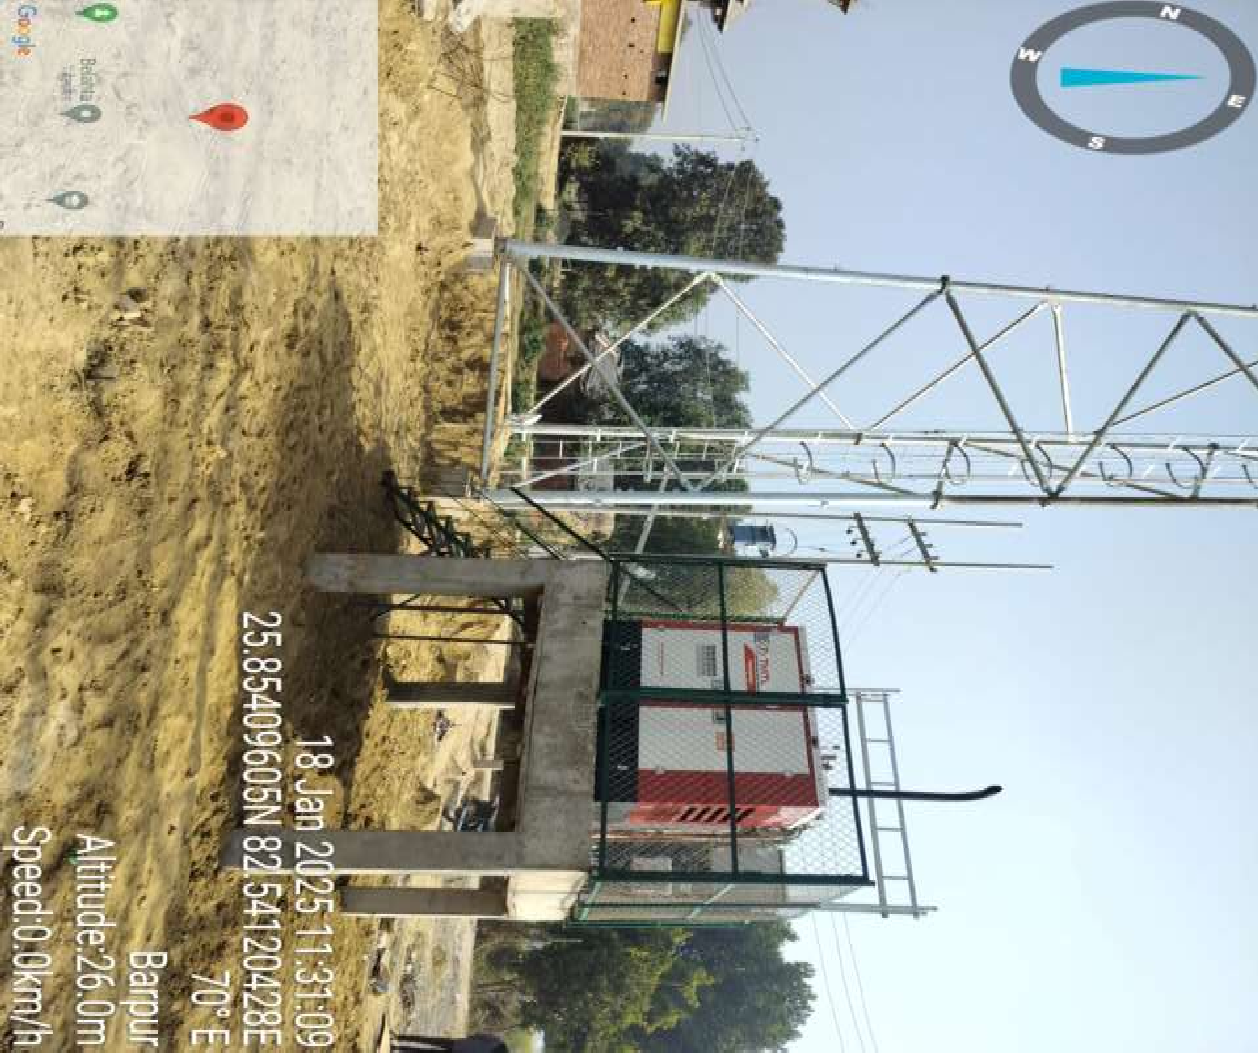 N
W
E
S
Google
Belahta
18 Jan 2025 11:31:09
25.85409605N 82.54120428E
70° E
Barpur
Altitude:26.0m
Speed:0.0km/h